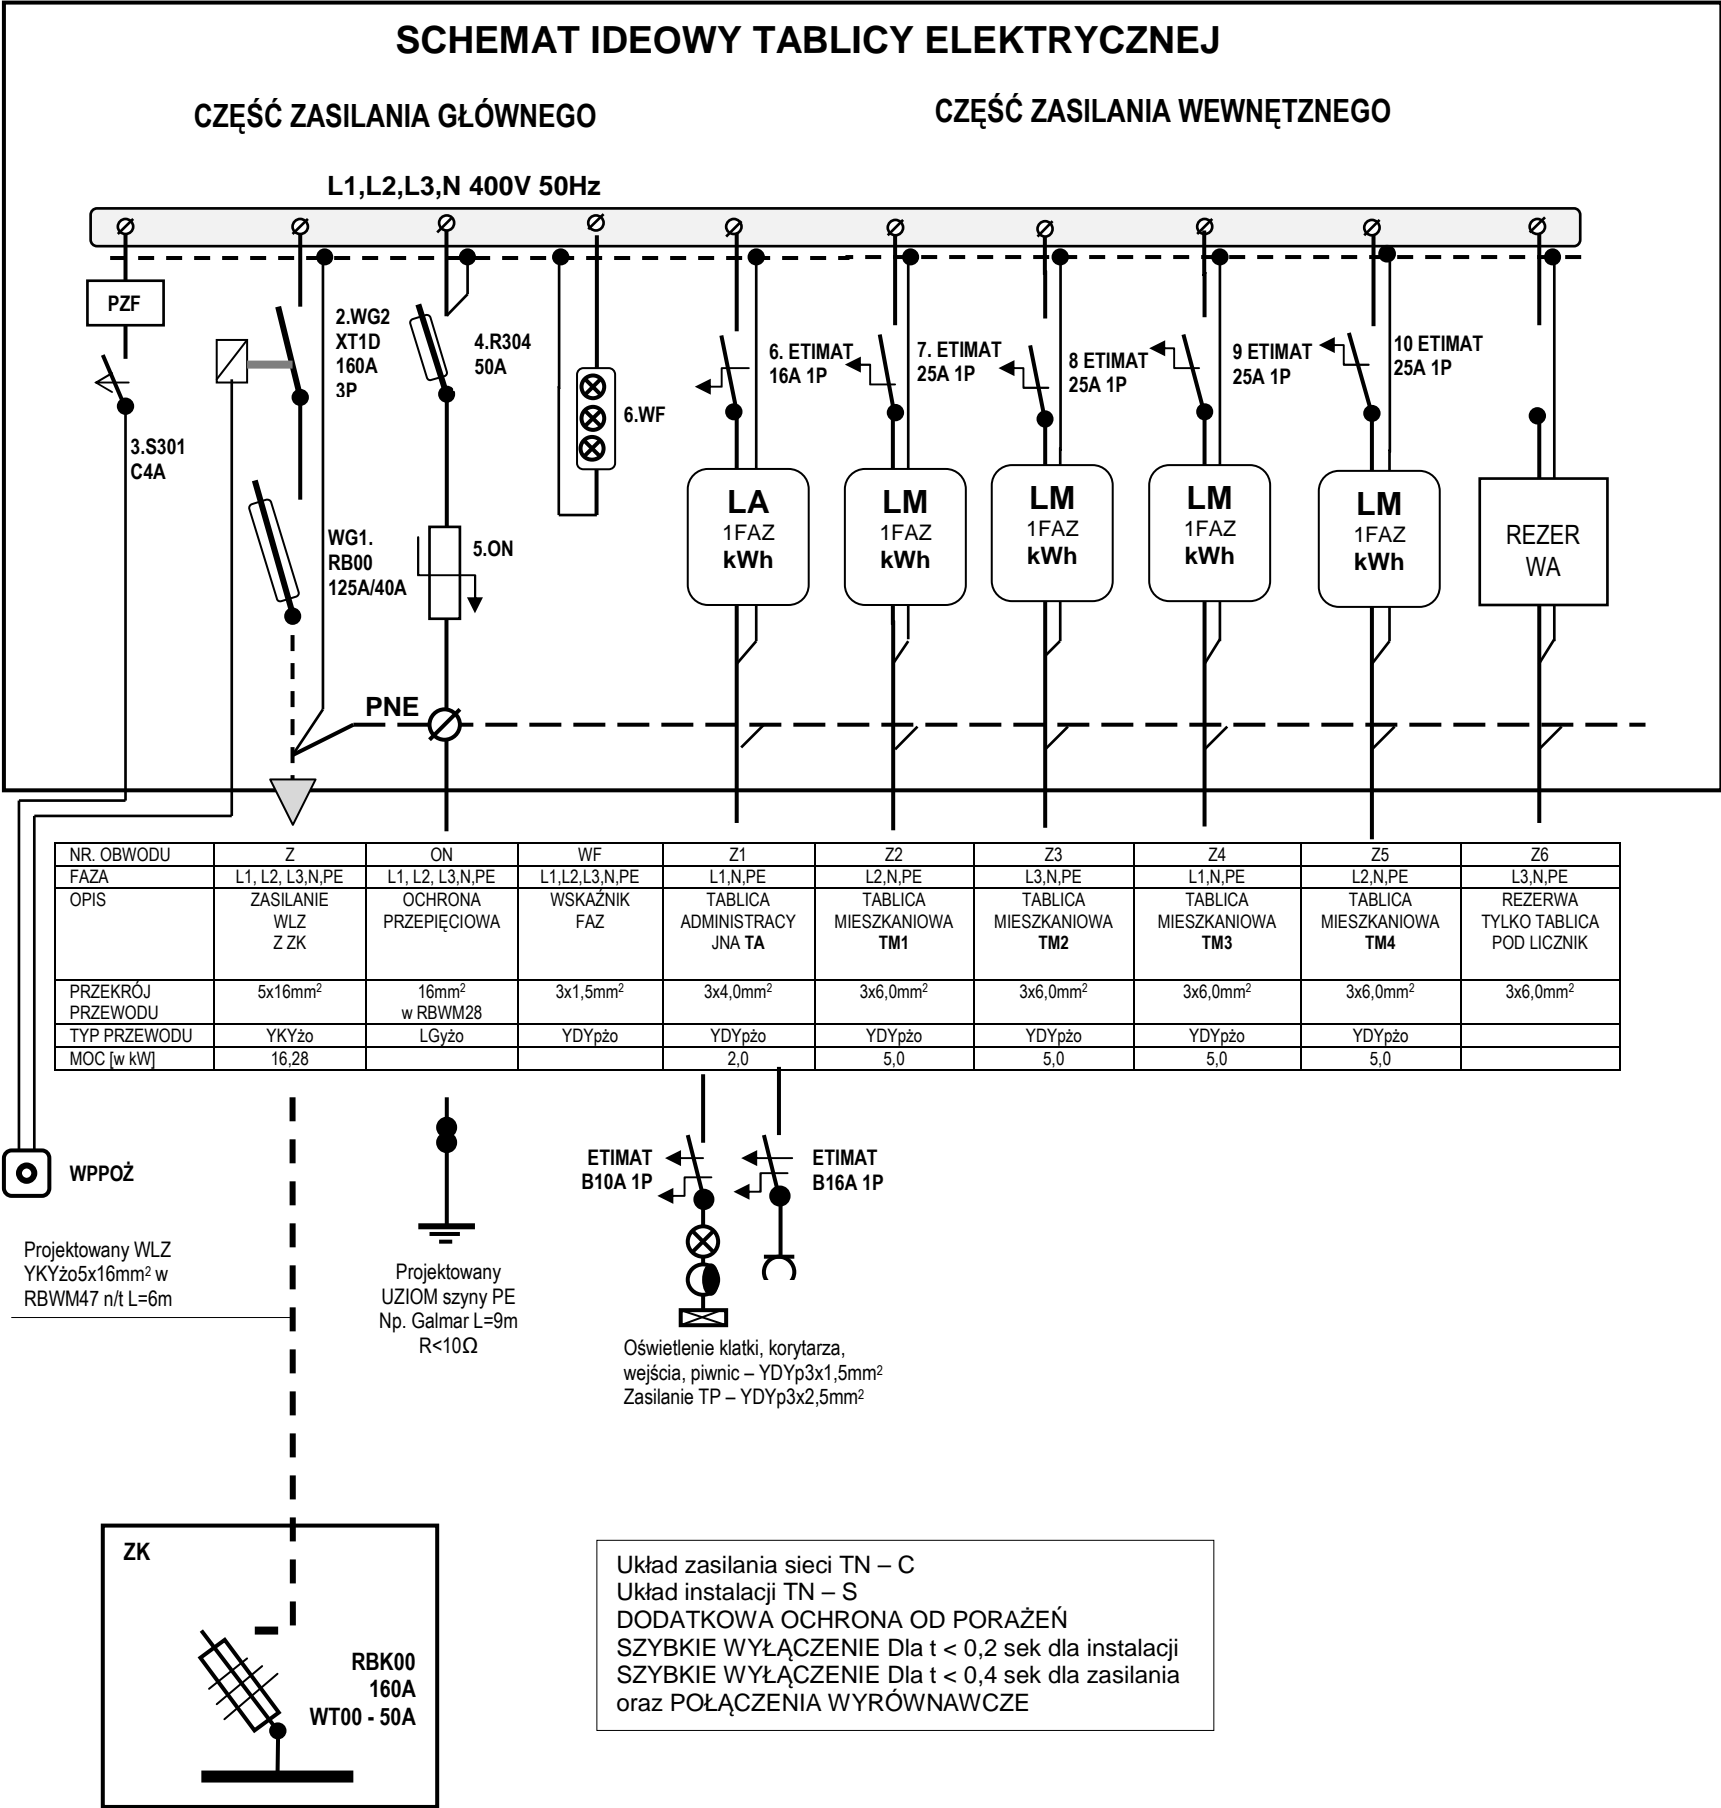 SCHEMAT IDEOWY TABLICY ELEKTRYCZNEJ
CZĘŚĆ ZASILANIA GŁÓWNEGO
CZĘŚĆ ZASILANIA WEWNĘTZNEGO
L1,L2,L3,N 400V 50Hz
PZF
3.S301
C4A
2.WG2
XT1D
160A
3P
WG1.
RB00
125A/40A
4.R304
50A
5.ON
6.WF
6. ETIMAT
16A 1P
7. ETIMAT
25A 1P
8 ETIMAT
25A 1P
9 ETIMAT
25A 1P
10 ETIMAT
25A 1P
LA
1FAZ
kWh
LM
1FAZ
kWh
LM
1FAZ
kWh
LM
1FAZ
kWh
LM
1FAZ
kWh
REZER
WA
PNE
NR. OBWODU Z ON WF Z1 Z2 Z3 Z4 Z5 Z6
FAZA L1, L2, L3,N,PE L1, L2, L3,N,PE L1,L2,L3,N,PE L1,N,PE L2,N,PE L3,N,PE L1,N,PE L2,N,PE L3,N,PE
OPIS ZASILANIE OCHRONA WSKAŹNIK TABLICA TABLICA TABLICA TABLICA TABLICA REZERWA
WLZ PRZEPIĘCIOWA FAZ ADMINISTRACY MIESZKANIOWA MIESZKANIOWA MIESZKANIOWA MIESZKANIOWA TYLKO TABLICA
Z ZK JNA TA TM1 TM2 TM3 TM4 POD LICZNIK
PRZEKRÓJ 5x16mm² 16mm² 3x1,5mm² 3x4,0mm² 3x6,0mm² 3x6,0mm² 3x6,0mm² 3x6,0mm² 3x6,0mm²
PRZEWODU w RBWM28
TYP PRZEWODU YKYżo LGyżo YDYpżo YDYpżo YDYpżo YDYpżo YDYpżo YDYpżo
MOC [w kW] 16,28 2,0 5,0 5,0 5,0 5,0
WPPOŻ
ETIMAT
B10A 1P
ETIMAT
B16A 1P
Projektowany WLZ
YKYżo5x16mm² w
RBWM47 n/t L=6m
Projektowany
UZIOM szyny PE
Np. Galmar L=9m
R<10Ω
Oświetlenie klatki, korytarza,
wejścia, piwnic – YDYp3x1,5mm²
Zasilanie TP – YDYp3x2,5mm²
ZK
RBK00
160A
WT00 - 50A
Układ zasilania sieci TN – C
Układ instalacji TN – S
DODATKOWA OCHRONA OD PORAŻEŃ
SZYBKIE WYŁĄCZENIE Dla t < 0,2 sek dla instalacji
SZYBKIE WYŁĄCZENIE Dla t < 0,4 sek dla zasilania
oraz POŁĄCZENIA WYRÓWNAWCZE